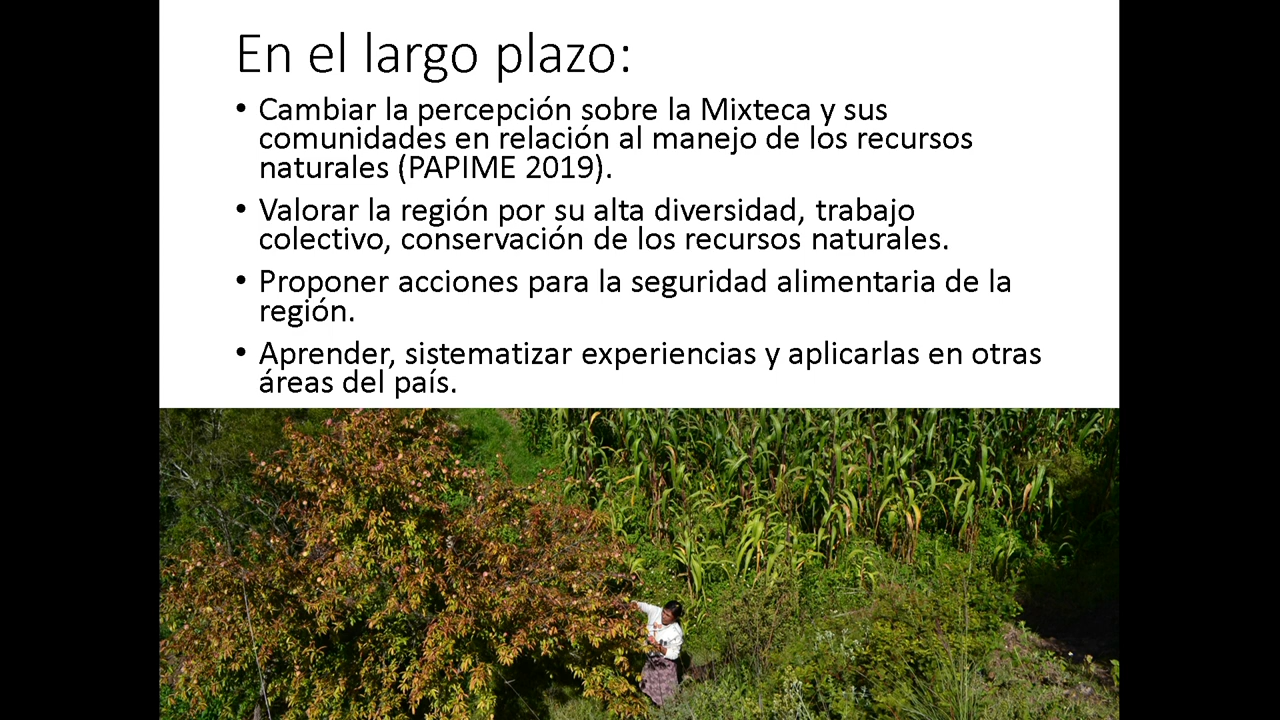 En el largo plazo:
• Cambiar la percepción sobre la Mixteca y sus
comunidades en relación al manejo de los recursos
naturales (PAPIME 2019).
• Valorar la región por su alta diversidad, trabajo
colectivo, conservación de los recursos naturales.
• Proponer acciones para la seguridad alimentaria de la
región.
• Aprender, sistematizar experiencias y aplicarlas en otras
áreas del país.